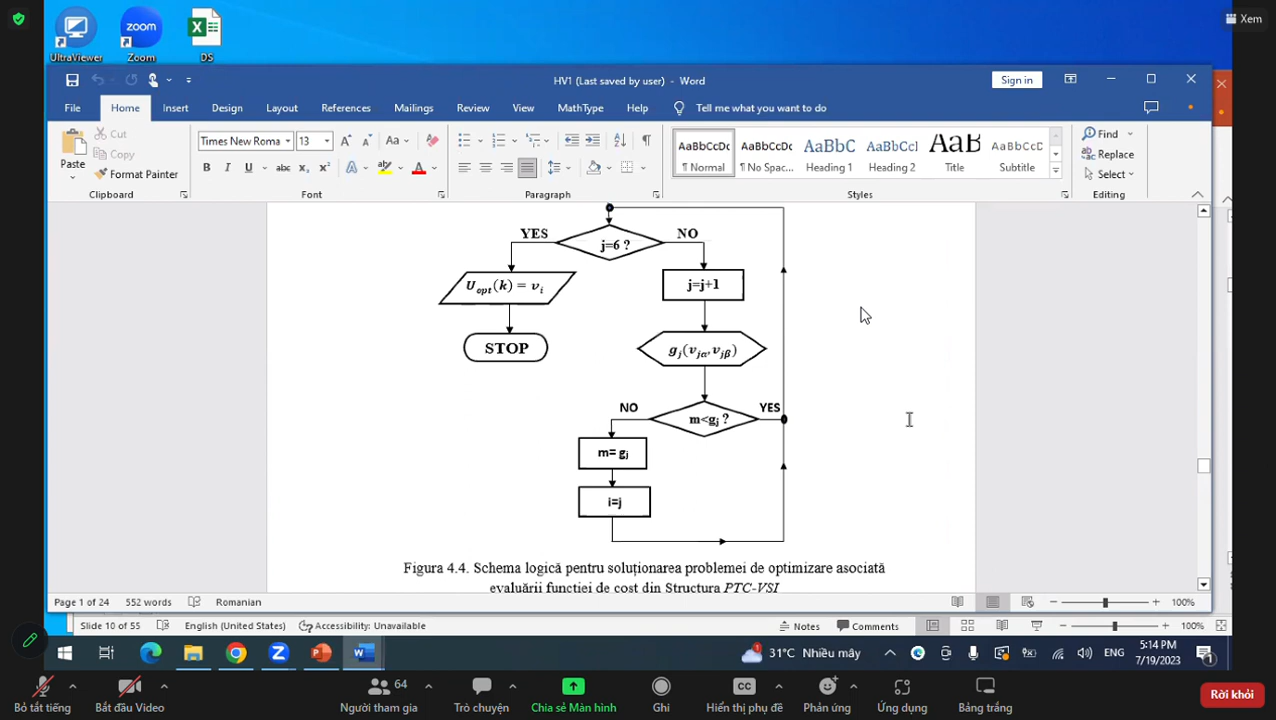 Xem
UltraViewer
zoom
Zoom
DS
HV1 (Last saved by user) - Word
Sign in
File
Home
Insert
Design
Layout
References
Mailings
Review
View
MathType
Help
Tell me what you want to do
Paste
Cut
Copy
Format Painter
Clipboard
Times New Roma
13
Font
Paragraph
AaBbCcDc
¶ Normal
AaBbCcDc
¶ No Spac...
AaBbC
Heading 1
AaBbCcl
Heading 2
AaB
Title
AaBbCcD
Subtitle
Styles
Find
Replace
Select
Editing
YES
j=6 ?
NO
U_opt(k) = v_i
j=j+1
STOP
g_j(v_jα, v_jβ)
NO
m<g_j ?
YES
m= g_j
i=j
Figura 4.4. Schema logică pentru soluționarea problemei de optimizare asociată
evaluării funcției de cost din Structura PTC-VSI
Page 1 of 24
552 words
Romanian
100%
Slide 10 of 55
English (United States)
Accessibility: Unavailable
Notes
Comments
100%
31°C Nhiều mây
ENG
5:14 PM
7/19/2023
1
Bỏ tắt tiếng
Bắt đầu Video
64
Người tham gia
Trò chuyện
Chia sẻ Màn hình
Ghi
CC
Hiển thị phụ đề
Phản ứng
Ứng dụng
Bảng trắng
Rời khỏi